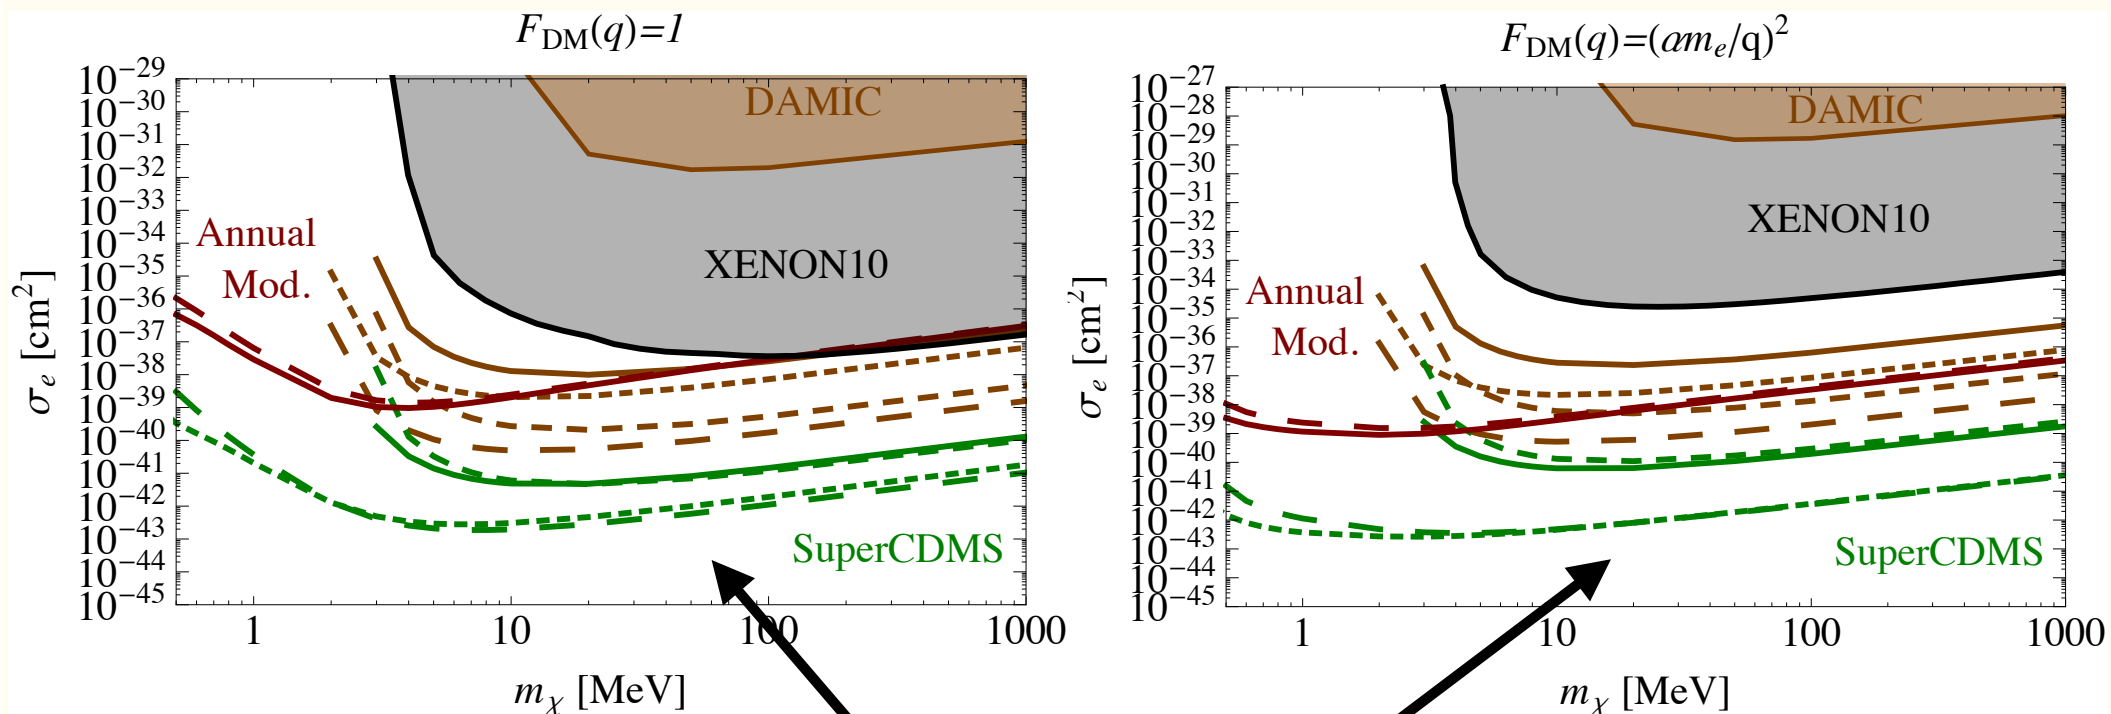 F_DM(q)=1
10^−29
10^−30
10^−31
10^−32
10^−33
10^−34
10^−35
10^−36
10^−37
10^−38
10^−39
10^−40
10^−41
10^−42
10^−43
10^−44
10^−45
σ_e [cm^2]
DAMIC
XENON10
Annual
Mod.
SuperCDMS
1 10 100 1000
m_χ [MeV]
F_DM(q)=(αm_e/q)^2
10^−27
10^−28
10^−29
10^−30
10^−31
10^−32
10^−33
10^−34
10^−35
10^−36
10^−37
10^−38
10^−39
10^−40
10^−41
10^−42
10^−43
10^−44
10^−45
σ_e [cm^2]
DAMIC
XENON10
Annual
Mod.
SuperCDMS
1 10 100 1000
m_χ [MeV]